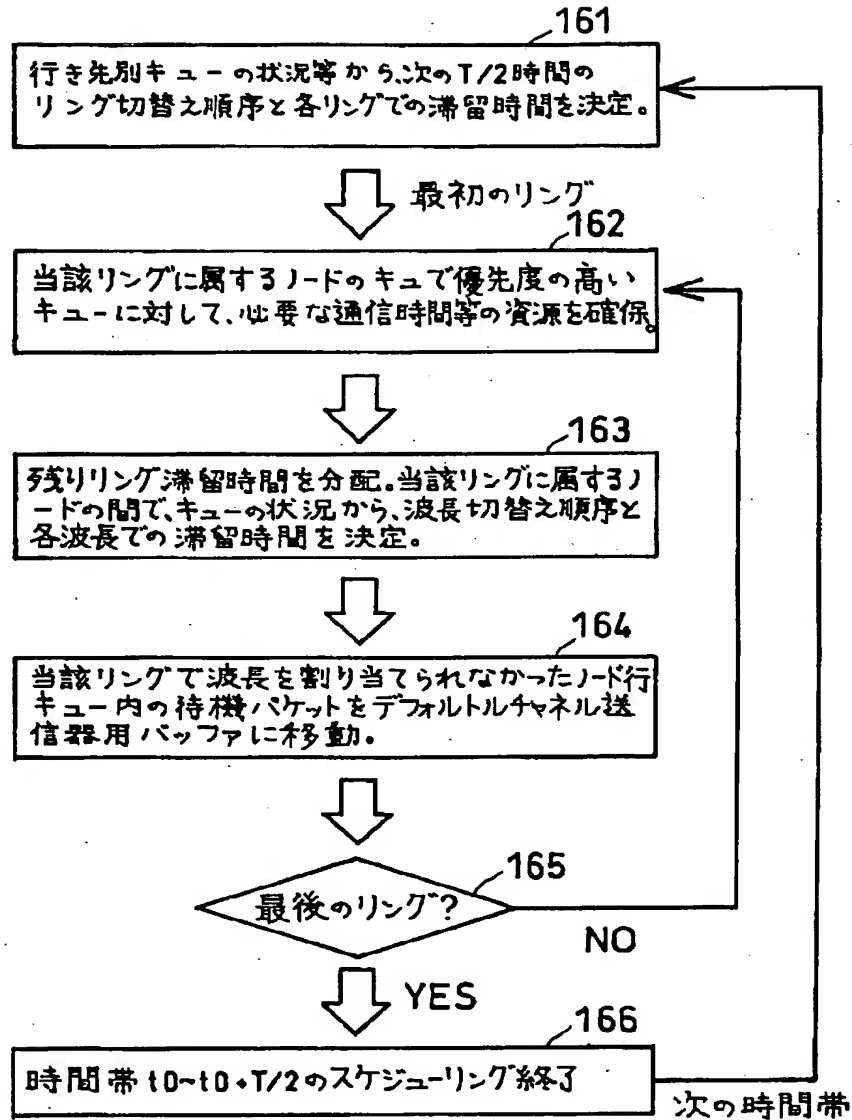 161
行き先別キューの状況等から、次のT/2時間の
リング切替え順序と各リングでの滞留時間を決定。
最初のリング
162
当該リングに属するノードのキュで優先度の高い
キューに対して、必要な通信時間等の資源を確保。
163
残りリング滞留時間を分配。当該リングに属するノ
ードの間で、キューの状況から、波長切替え順序と
各波長での滞留時間を決定。
164
当該リングで波長を割り当てられなかったノード行
キュー内の待機パケットをデフォルトルチャネル送
信器用バッファに移動。
165
最後のリング?
NO
YES
166
時間帯t0~t0+T/2のスケジューリング終了
次の時間帯